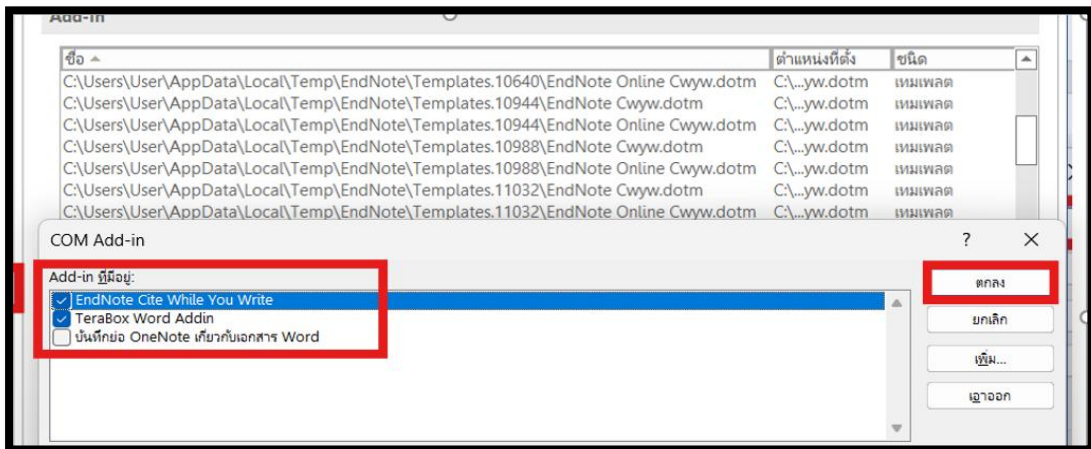 Add-in
ชื่อ ตำแหน่งที่ตั้ง ชนิด
C:\Users\User\AppData\Local\Temp\EndNote\Templates.10640\EndNote Online Cwyw.dotm C:\...yw.dotm เทมเพลต
C:\Users\User\AppData\Local\Temp\EndNote\Templates.10944\EndNote Cwyw.dotm C:\...yw.dotm เทมเพลต
C:\Users\User\AppData\Local\Temp\EndNote\Templates.10944\EndNote Online Cwyw.dotm C:\...yw.dotm เทมเพลต
C:\Users\User\AppData\Local\Temp\EndNote\Templates.10988\EndNote Cwyw.dotm C:\...yw.dotm เทมเพลต
C:\Users\User\AppData\Local\Temp\EndNote\Templates.10988\EndNote Online Cwyw.dotm C:\...yw.dotm เทมเพลต
C:\Users\User\AppData\Local\Temp\EndNote\Templates.11032\EndNote Cwyw.dotm C:\...yw.dotm เทมเพลต
C:\Users\User\AppData\Local\Temp\EndNote\Templates.11032\EndNote Online Cwyw.dotm C:\...yw.dotm เทมเพลต
COM Add-in
Add-in ที่มีอยู่:
EndNote Cite While You Write
TeraBox Word Addin
บันทึกย่อ OneNote เกี่ยวกับเอกสาร Word
ตกลง
ยกเลิก
เพิ่ม...
เอาออก